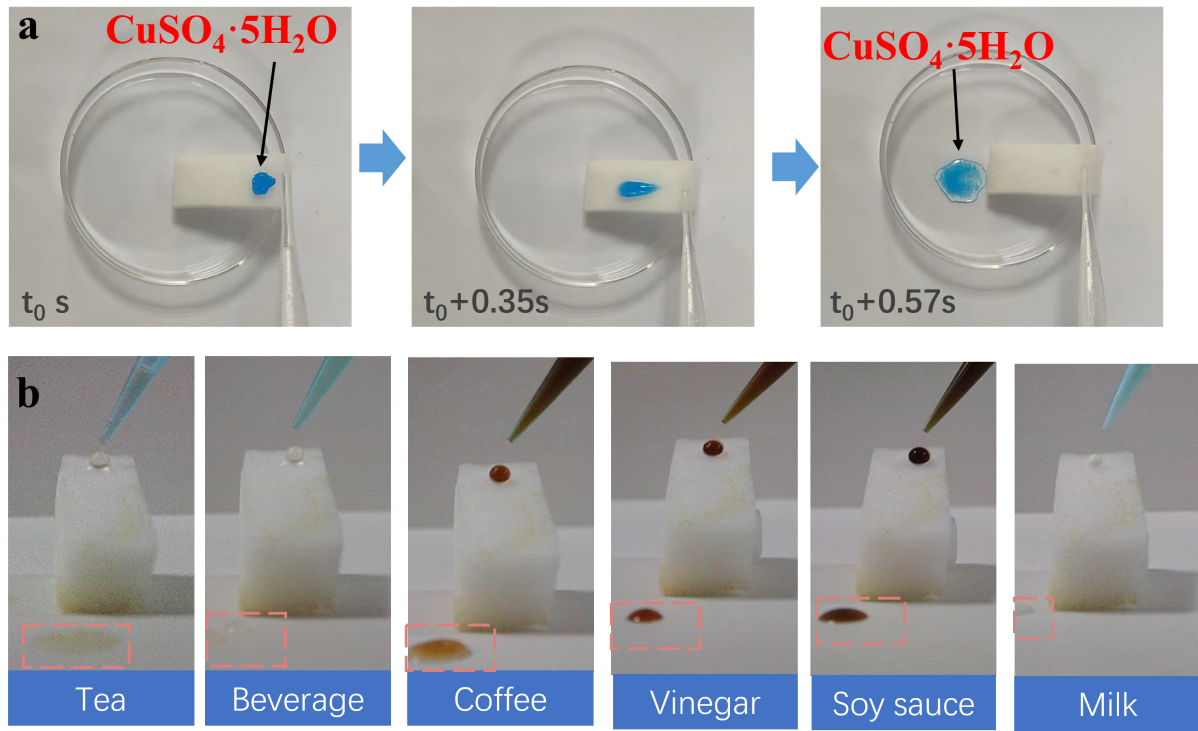 a
CuSO₄·5H₂O
CuSO₄·5H₂O
t₀ s
t₀+0.35s
t₀+0.57s
b
Tea
Beverage
Coffee
Vinegar
Soy sauce
Milk